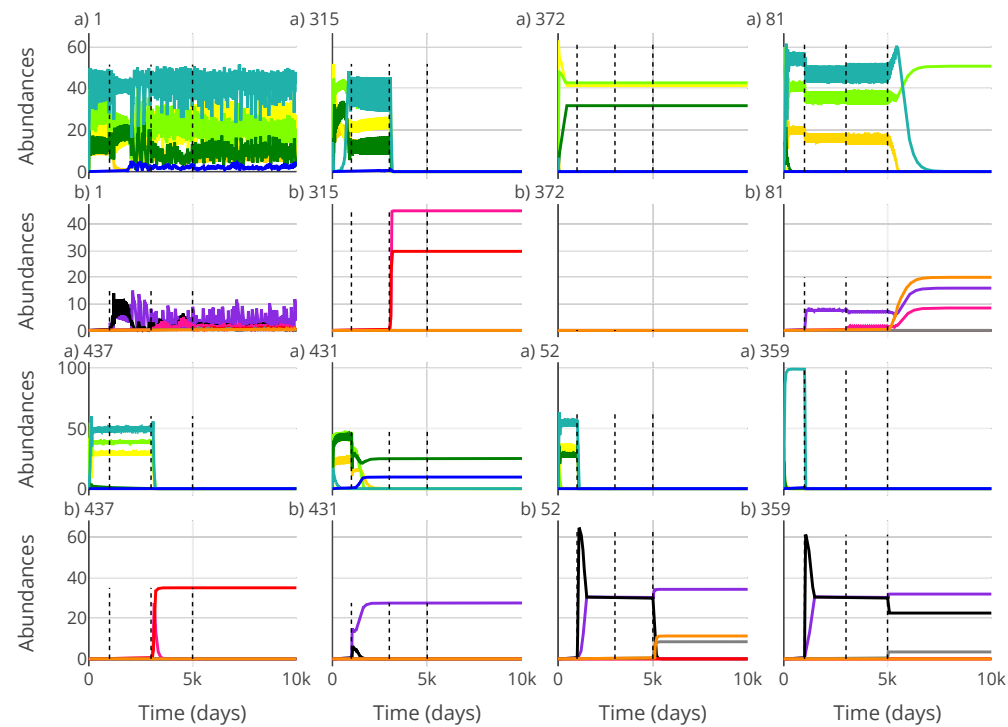 a) 1 a) 315 a) 372 a) 81
60
40
20
0
Abundances
b) 1 b) 315 b) 372 b) 81
40
30
20
10
0
Abundances
a) 437 a) 431 a) 52 a) 359
100
50
0
Abundances
b) 437 b) 431 b) 52 b) 359
60
40
20
0
Abundances
0 5k 10k 0 5k 10k 0 5k 10k 0 5k 10k
Time (days) Time (days) Time (days) Time (days)